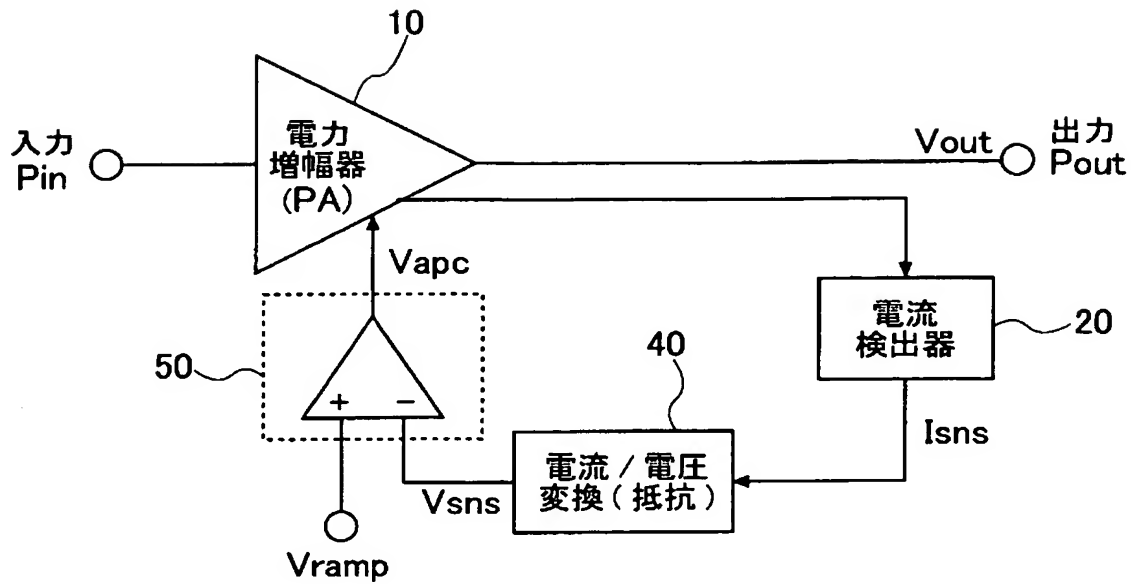 10
入力
Pin
電力
増幅器
(PA)
Vout
出力
Pout
Vapc
電流
検出器
20
50
+ −
40
Isns
電流 / 電圧
変換(抵抗)
Vsns
Vramp